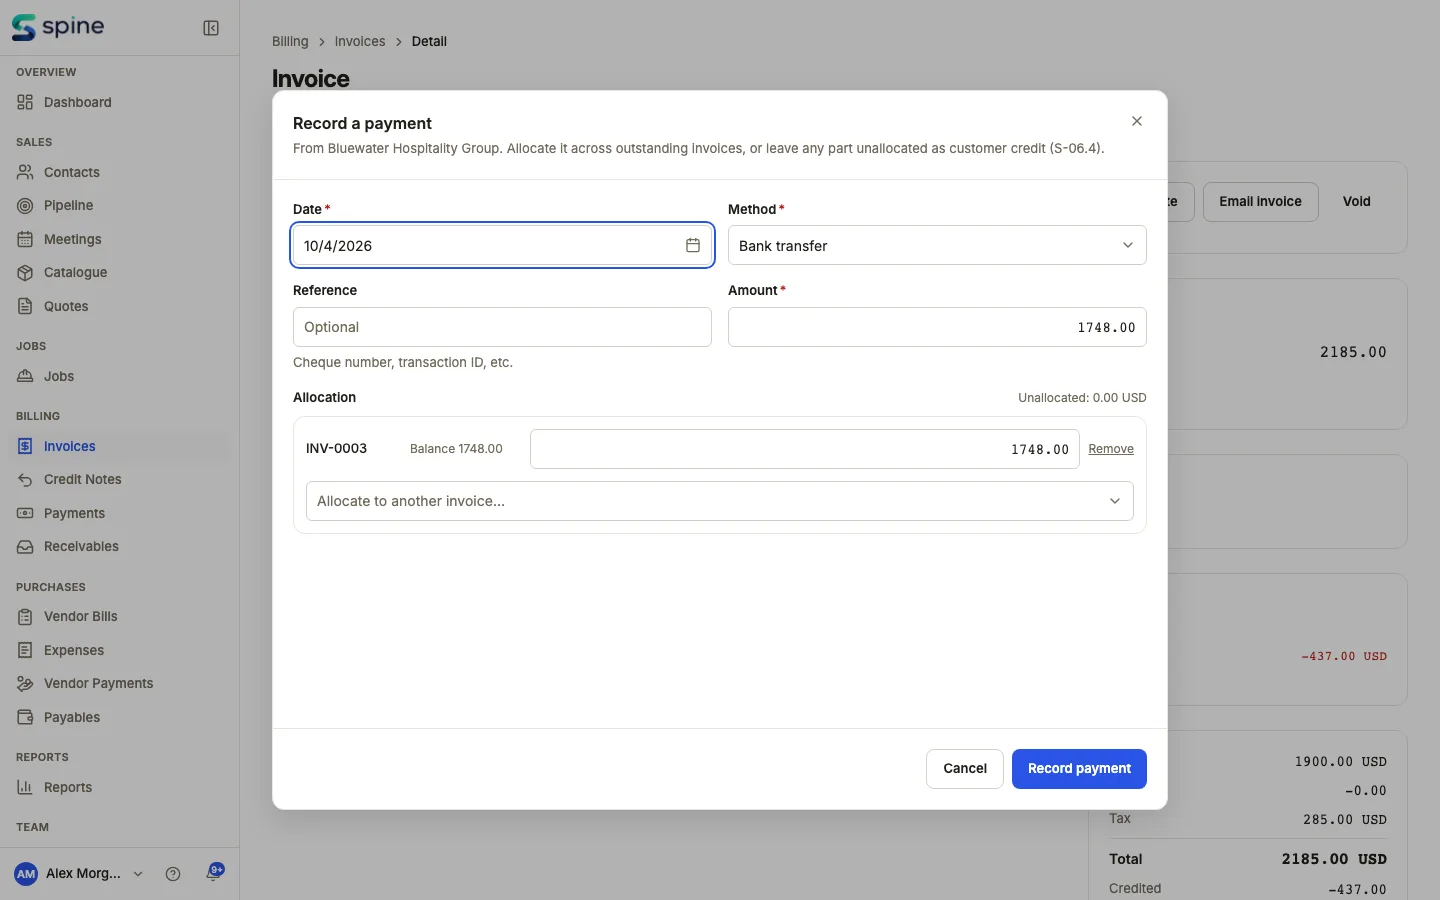 spine
Billing > Invoices > Detail
Invoice
OVERVIEW
Dashboard
SALES
Contacts
Pipeline
Meetings
Catalogue
Quotes
JOBS
Jobs
BILLING
Invoices
Credit Notes
Payments
Receivables
PURCHASES
Vendor Bills
Expenses
Vendor Payments
Payables
REPORTS
Reports
TEAM
AM Alex Morg... 9+
Record a payment
From Bluewater Hospitality Group. Allocate it across outstanding invoices, or leave any part unallocated as customer credit (S-06.4).
Date* Method*
10/4/2026 Bank transfer
Reference Amount*
Optional 1748.00
Cheque number, transaction ID, etc.
Allocation Unallocated: 0.00 USD
INV-0003 Balance 1748.00 1748.00 Remove
Allocate to another invoice...
Cancel Record payment
Email invoice Void
2185.00
-437.00 USD
1900.00 USD
-0.00
Tax 285.00 USD
Total 2185.00 USD
Credited -437.00